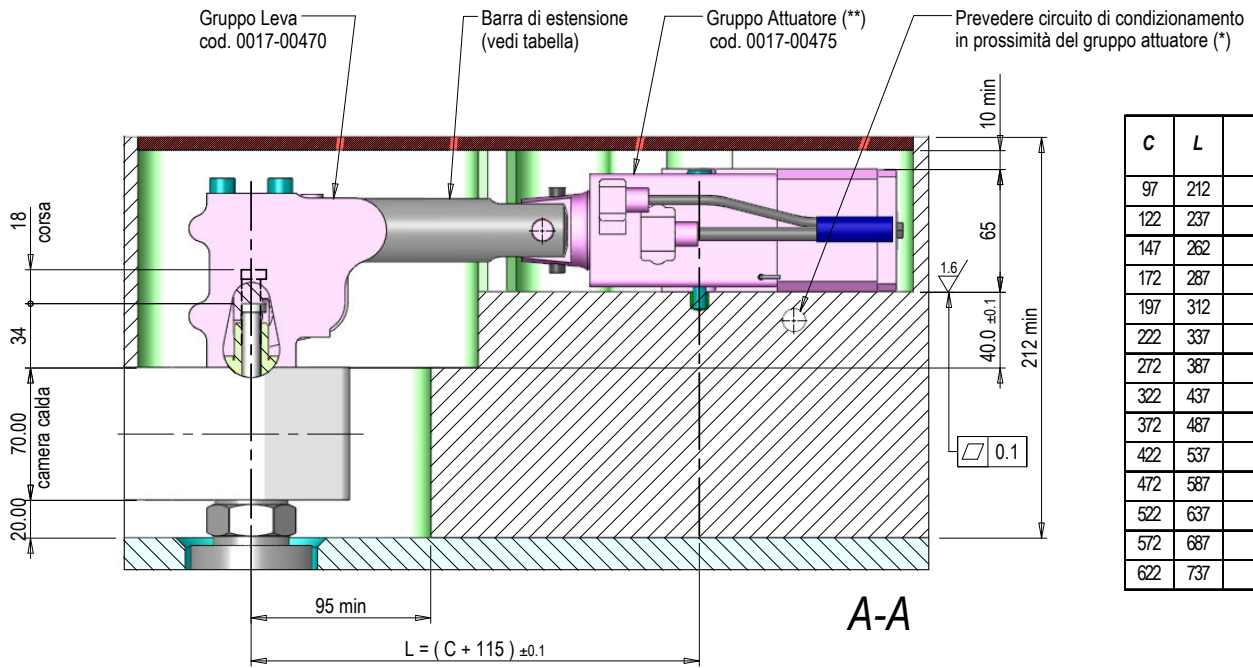 Gruppo Leva
cod. 0017-00470
Barra di estensione
(vedi tabella)
Gruppo Attuatore (**)
cod. 0017-00475
Prevedere circuito di condizionamento
in prossimità del gruppo attuatore (*)
10 min
65
1.6
40.0 ±0.1
212 min
0.1
18
corsa
34
70.00
camera calda
20.00
95 min
L = ( C + 115 ) ±0.1
A-A
C L
97 212
122 237
147 262
172 287
197 312
222 337
272 387
322 437
372 487
422 537
472 587
522 637
572 687
622 737